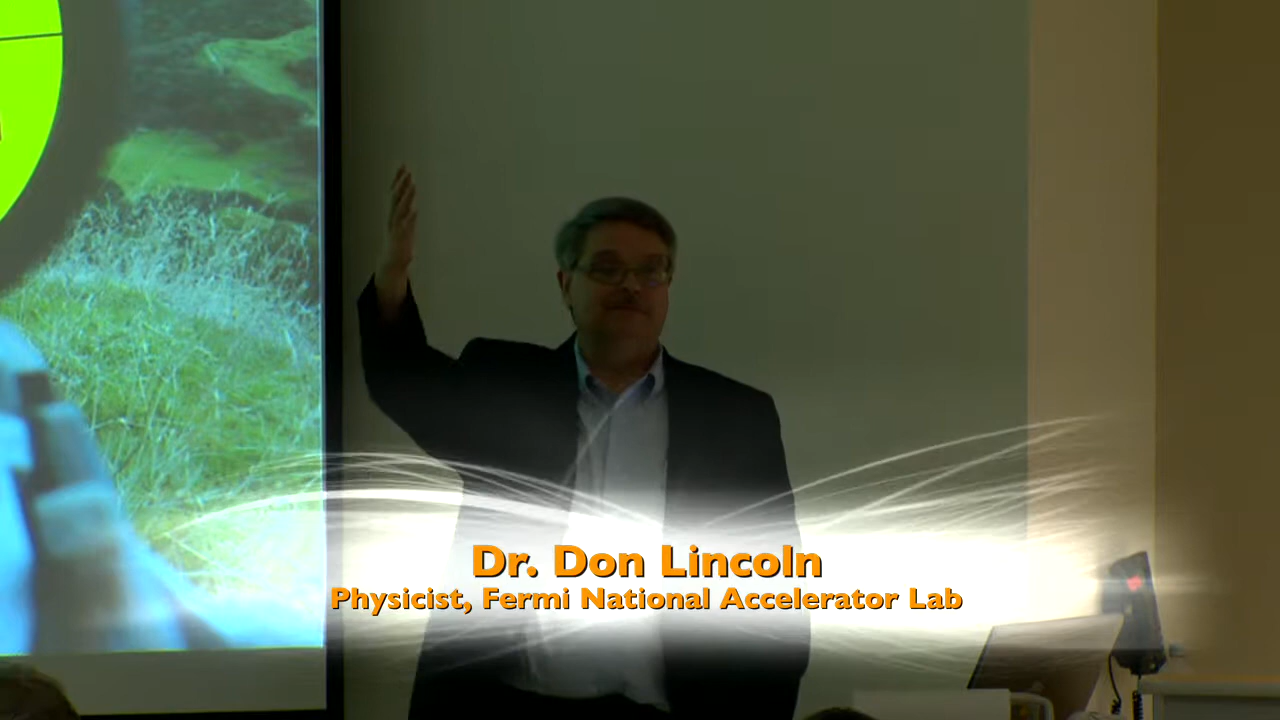 Dr. Don Lincoln
Physicist, Fermi National Accelerator Lab